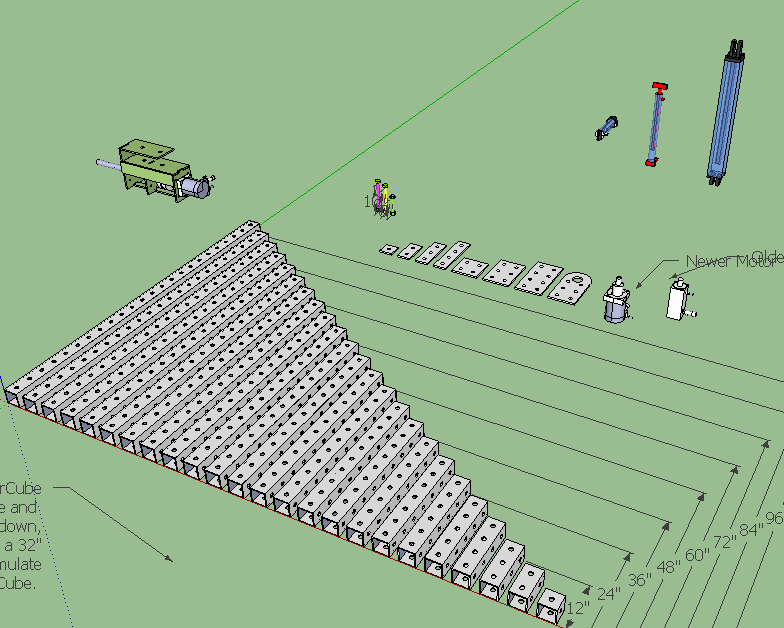 Newer Motor
Olde
rCube
e and
down,
a 32"
mulate
Cube.
12"
24"
36"
48"
60"
72"
84"
96